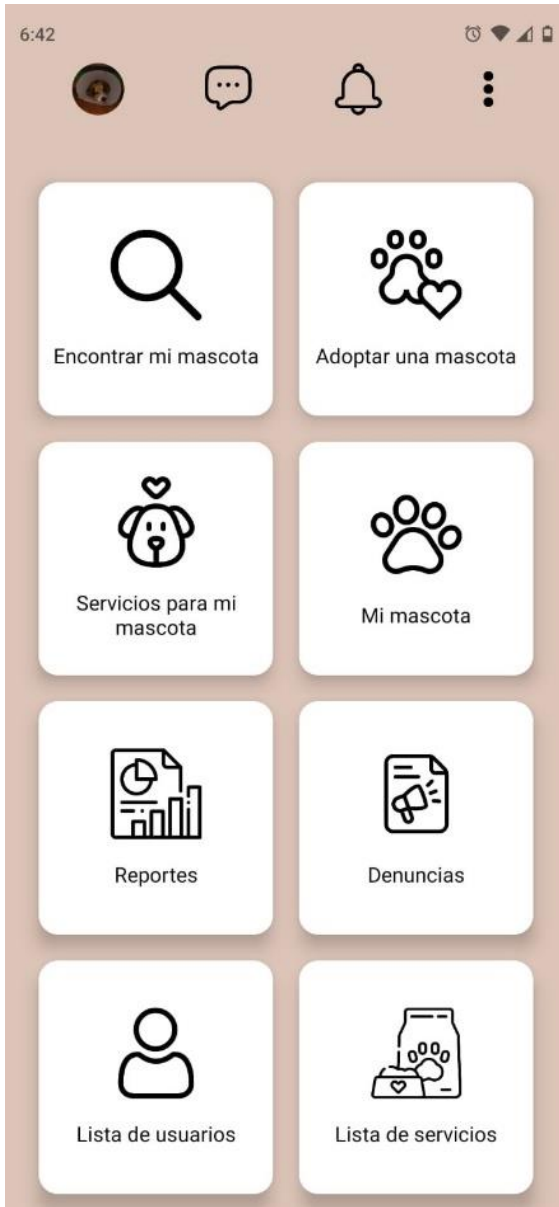 6:42
Encontrar mi mascota
Adoptar una mascota
Servicios para mi
mascota
Mi mascota
Reportes
Denuncias
Lista de usuarios
Lista de servicios